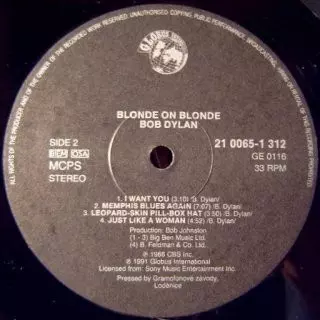 GLOBUS
BLONDE ON BLONDE
BOB DYLAN
SIDE 2
BIEM OSA
MCPS
STEREO
21 0065-1 312
GE 0116
33 RPM
1. I WANT YOU (3:10) /B. Dylan/
2. MEMPHIS BLUES AGAIN (7:07) /B. Dylan/
3. LEOPARD-SKIN PILL-BOX HAT (3:50) /B. Dylan/
4. JUST LIKE A WOMAN (4:52) /B. Dylan/
Production: Bob Johnston
(1 - 3) Big Ben Music Ltd.
(4) B. Feldman & Co. Ltd.
℗ 1966 CBS Inc.
℗ 1991 Globus International
Licensed from: Sony Music Entertainment Inc
Pressed by Gramofonové závody,
Loděnice